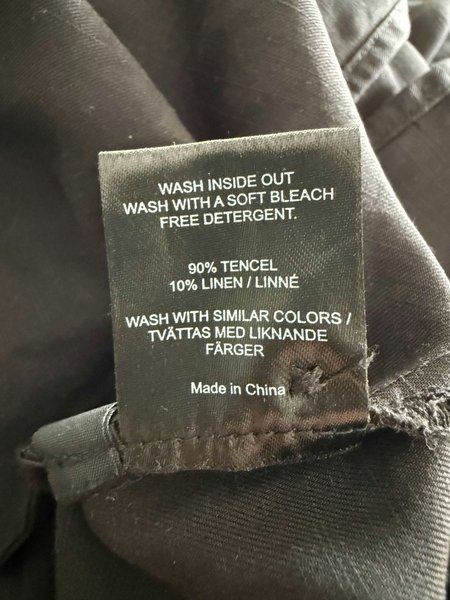 WASH INSIDE OUT
WASH WITH A SOFT BLEACH
FREE DETERGENT.
90% TENCEL
10% LINEN / LINNÉ
WASH WITH SIMILAR COLORS /
TVÄTTAS MED LIKNANDE
FÄRGER
Made in China